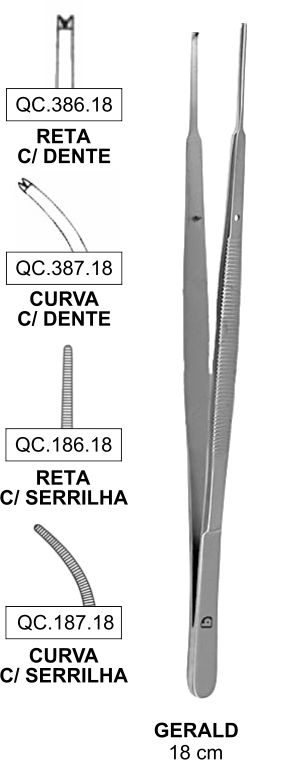 QC.386.18
RETA
C/ DENTE
QC.387.18
CURVA
C/ DENTE
QC.186.18
RETA
C/ SERRILHA
QC.187.18
CURVA
C/ SERRILHA
GERALD
18 cm